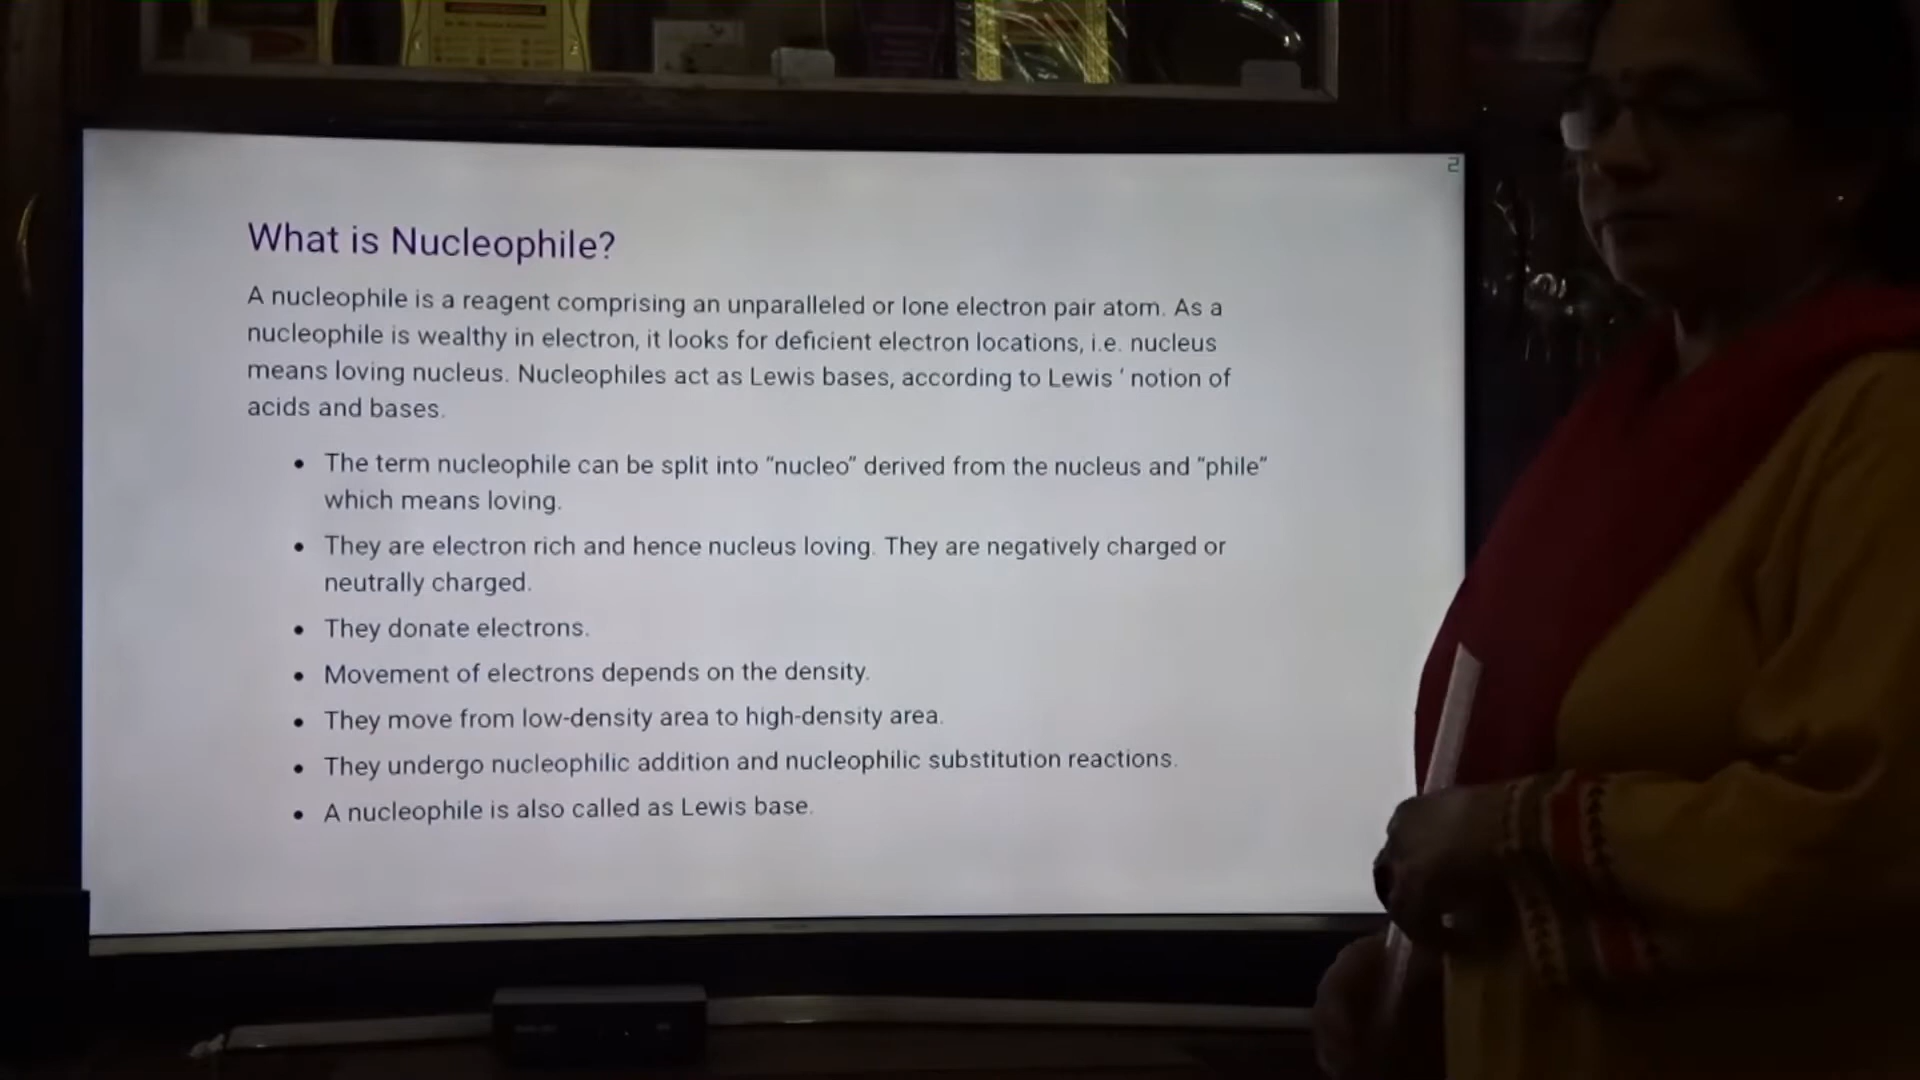 2
What is Nucleophile?
A nucleophile is a reagent comprising an unparalleled or lone electron pair atom. As a
nucleophile is wealthy in electron, it looks for deficient electron locations, i.e. nucleus
means loving nucleus. Nucleophiles act as Lewis bases, according to Lewis ’ notion of
acids and bases.
• The term nucleophile can be split into “nucleo” derived from the nucleus and “phile”
which means loving.
• They are electron rich and hence nucleus loving. They are negatively charged or
neutrally charged.
• They donate electrons.
• Movement of electrons depends on the density.
• They move from low-density area to high-density area.
• They undergo nucleophilic addition and nucleophilic substitution reactions.
• A nucleophile is also called as Lewis base.